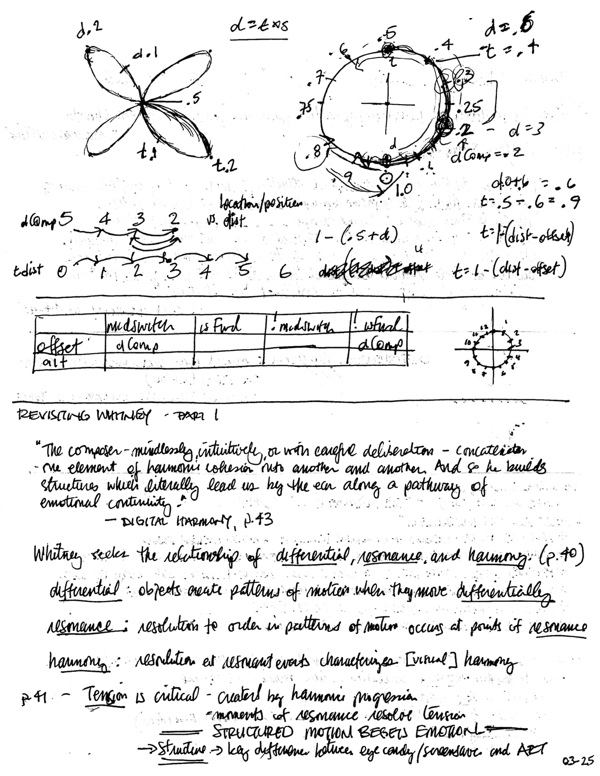 d.2
d.1
d = t * s
.5
t.1
t.2
.5
.6
.4
.7
.3
.75
.25
.2
.8
.9
1.0
t
d
d = .6
t = .4
- d = 3
dComp = .2
d.0 + .6 = .6
t = .5 - .6 = .9
location/position
vs. dist
dComp 5 4 3 2
t dist 0 1 2 3 4 5 6
1 - (.5 + d)
t = 1 - (dist - offset)
t = 1 - (dist - offset)
midswitch isFwd !midswitch !isFwd
offset dComp dComp
alt
REVISITING WHITNEY - PART 1
"The composer - mindlessly, intuitively, or with careful deliberation - concatenates
one element of harmonic cohesion onto another and another. And so he builds
structures which literally lead us by the ear along a pathway of
emotional continuity."
— DIGITAL HARMONY, p.43
Whitney seeks the relationship of differential, resonance, and harmony. (p.40)
differential : objects create patterns of motion when they move differentially
resonance : resolution to order in patterns of motion occurs at points of resonance
harmony : resolution at resonant events characterizes [visual] harmony
p.41 - Tension is critical - created by harmonic progression
- moments of resonance resolve tension
STRUCTURED MOTION BEGETS EMOTION
→ Structure → key difference between eye candy/screensaver and ART
03-25